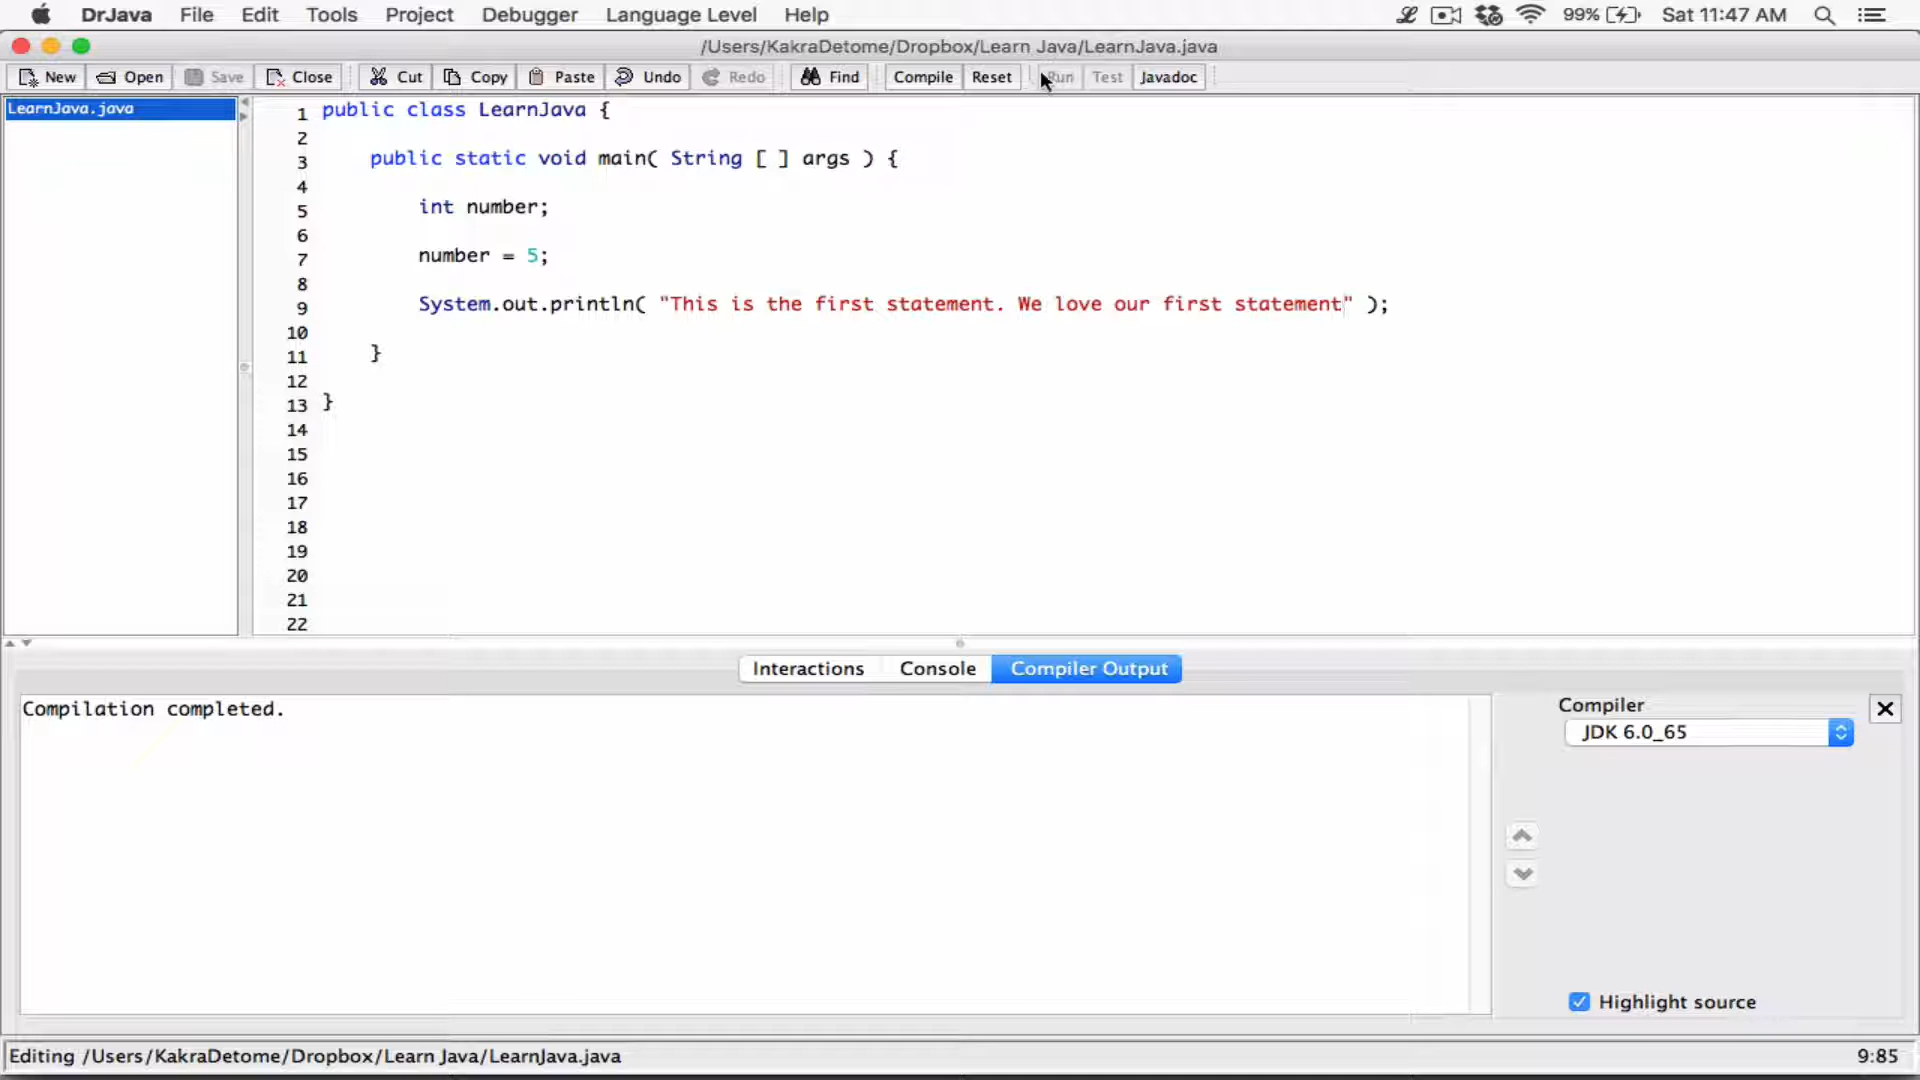 DrJava File Edit Tools Project Debugger Language Level Help 99% Sat 11:47 AM
/Users/KakraDetome/Dropbox/Learn Java/LearnJava.java
New Open Save Close Cut Copy Paste Undo Redo Find Compile Reset Run Test Javadoc
LearnJava.java
1 public class LearnJava {
2
3 public static void main( String [ ] args ) {
4
5 int number;
6
7 number = 5;
8
9 System.out.println( "This is the first statement. We love our first statement" );
10
11 }
12
13 }
14
15
16
17
18
19
20
21
22
Interactions Console Compiler Output
Compilation completed.
Compiler
JDK 6.0_65
Highlight source
Editing /Users/KakraDetome/Dropbox/Learn Java/LearnJava.java 9:85